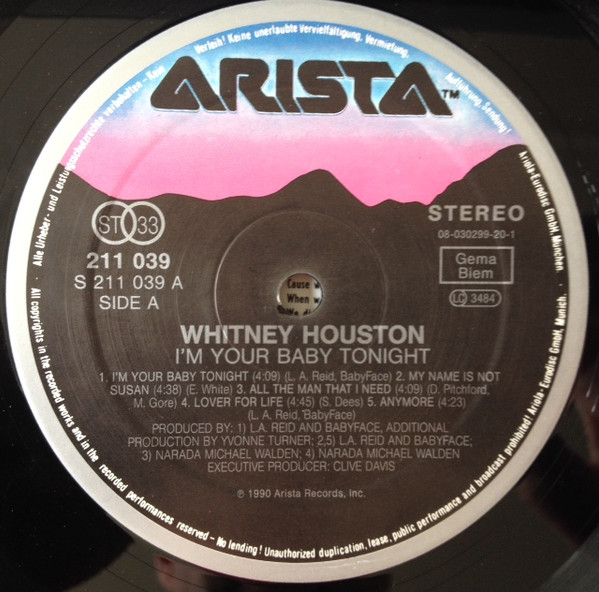 Alle Urheber- und Leistungsschutzrechte vorbehalten - Kein Verleih! Keine unerlaubte Vervielfältigung, Vermietung, Aufführung, Sendung!
ARISTA™
ST 33
STEREO
08-030299-20-1
211 039
S 211 039 A
SIDE A
Gema
Biem
LC 3484
Cause
When
WHITNEY HOUSTON
I'M YOUR BABY TONIGHT
1. I'M YOUR BABY TONIGHT (4:09) (L. A. Reid, BabyFace) 2. MY NAME IS NOT
SUSAN (4:38) (E. White) 3. ALL THE MAN THAT I NEED (4:09) (D. Pitchford,
M. Gore) 4. LOVER FOR LIFE (4:45) (S. Dees) 5. ANYMORE (4:23)
(L. A. Reid, BabyFace)
PRODUCED BY: 1) L.A. REID AND BABYFACE, ADDITIONAL
PRODUCTION BY YVONNE TURNER; 2,5) L.A. REID AND BABYFACE;
3) NARADA MICHAEL WALDEN; 4) NARADA MICHAEL WALDEN
EXECUTIVE PRODUCER: CLIVE DAVIS
℗ 1990 Arista Records, Inc.
Ariola-Eurodisc GmbH, München. · Ariola-Eurodisc GmbH, Munich.
All copyrights in the recorded works and in the recorded performances reserved - No lending! Unauthorized duplication, lease, public performance and broadcast prohibited!